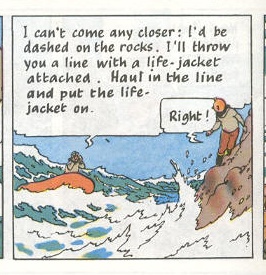 I can't come any closer: I'd be
dashed on the rocks. I'll throw
you a line with a life-jacket
attached. Haul in the line
and put the life-
jacket on.
Right!